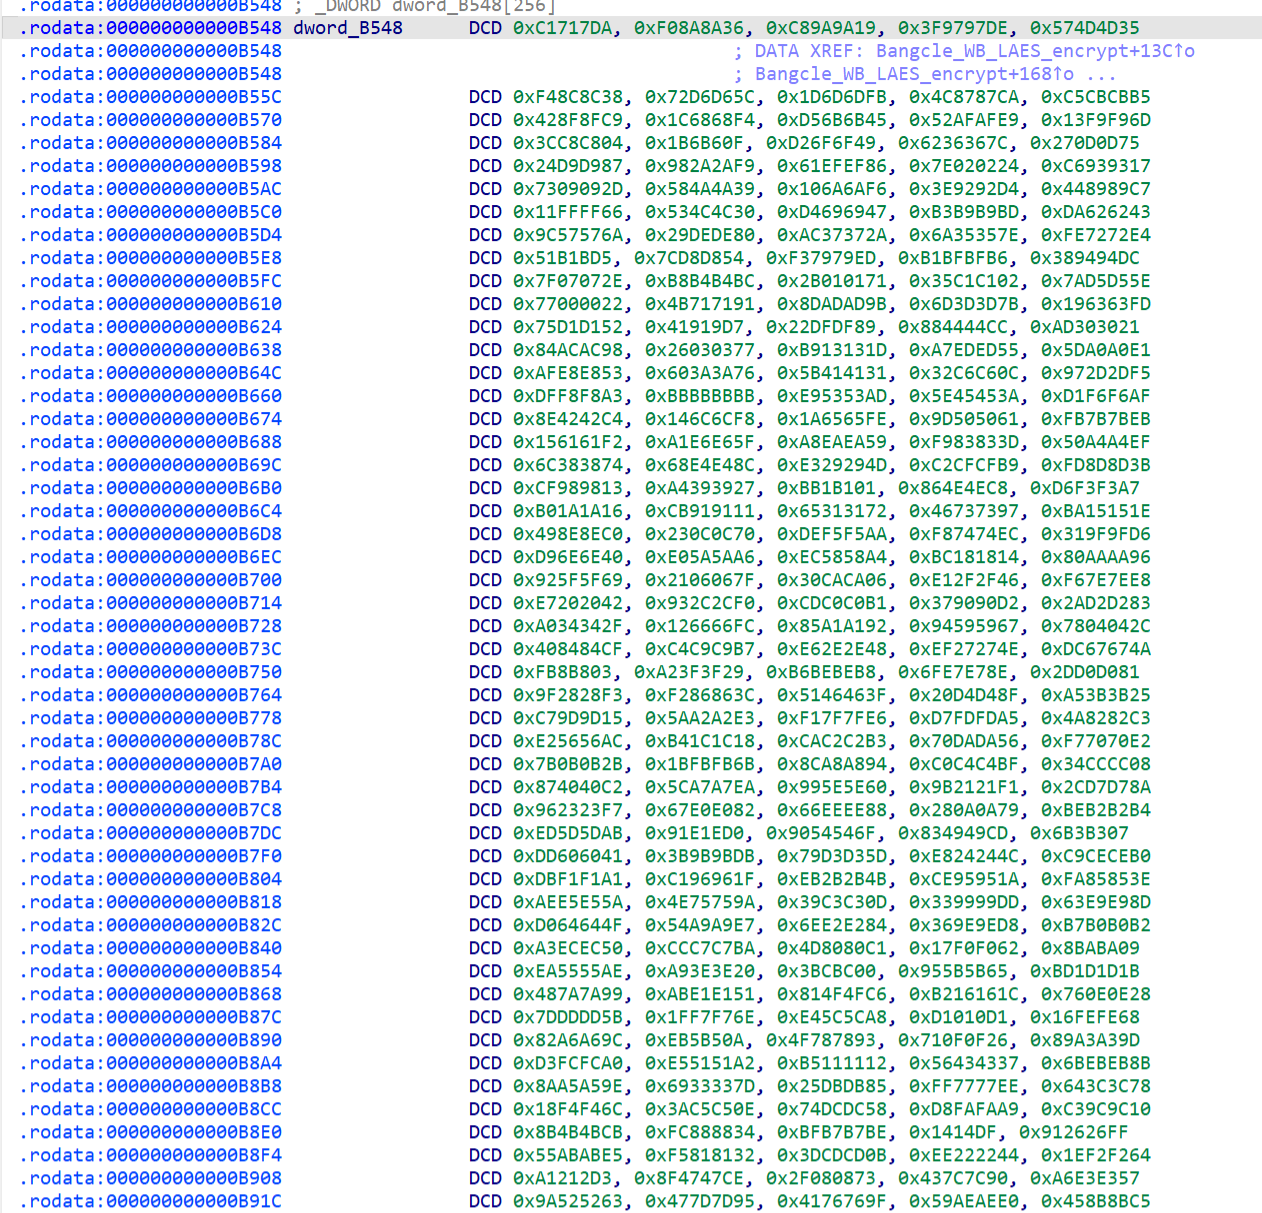 .rodata:000000000000B548 ; _DWORD dword_B548[256]
.rodata:000000000000B548 dword_B548 DCD 0xC1717DA, 0xF08A8A36, 0xC89A9A19, 0x3F9797DE, 0x574D4D35
.rodata:000000000000B548 ; DATA XREF: Bangcle_WB_LAES_encrypt+13C↑o
.rodata:000000000000B548 ; Bangcle_WB_LAES_encrypt+168↑o ...
.rodata:000000000000B55C DCD 0xF48C8C38, 0x72D6D65C, 0x1D6D6DFB, 0x4C8787CA, 0xC5CBCBB5
.rodata:000000000000B570 DCD 0x428F8FC9, 0x1C6868F4, 0xD56B6B45, 0x52AFAFE9, 0x13F9F96D
.rodata:000000000000B584 DCD 0x3CC8C804, 0x1B6B60F, 0xD26F6F49, 0x6236367C, 0x270D0D75
.rodata:000000000000B598 DCD 0x24D9D987, 0x982A2AF9, 0x61EFEF86, 0x7E020224, 0xC6939317
.rodata:000000000000B5AC DCD 0x7309092D, 0x584A4A39, 0x106A6AF6, 0x3E9292D4, 0x448989C7
.rodata:000000000000B5C0 DCD 0x11FFFF66, 0x534C4C30, 0xD4696947, 0xB3B9B9BD, 0xDA626243
.rodata:000000000000B5D4 DCD 0x9C57576A, 0x29DEDE80, 0xAC37372A, 0x6A35357E, 0xFE7272E4
.rodata:000000000000B5E8 DCD 0x51B1BD5, 0x7CD8D854, 0xF37979ED, 0xB1BFBFB6, 0x389494DC
.rodata:000000000000B5FC DCD 0x7F07072E, 0xB8B4B4BC, 0x2B010171, 0x35C1C102, 0x7AD5D55E
.rodata:000000000000B610 DCD 0x77000022, 0x4B717191, 0x8DADAD9B, 0x6D3D3D7B, 0x196363FD
.rodata:000000000000B624 DCD 0x75D1D152, 0x41919D7, 0x22DFDF89, 0x884444CC, 0xAD303021
.rodata:000000000000B638 DCD 0x84ACAC98, 0x26030377, 0xB913131D, 0xA7EDED55, 0x5DA0A0E1
.rodata:000000000000B64C DCD 0xAFE8E853, 0x603A3A76, 0x5B414131, 0x32C6C60C, 0x972D2DF5
.rodata:000000000000B660 DCD 0xDFF8F8A3, 0xBBBBBBBB, 0xE95353AD, 0x5E45453A, 0xD1F6F6AF
.rodata:000000000000B674 DCD 0x8E4242C4, 0x146C6CF8, 0x1A6565FE, 0x9D505061, 0xFB7B7BEB
.rodata:000000000000B688 DCD 0x156161F2, 0xA1E6E65F, 0xA8EAEA59, 0xF983833D, 0x50A4A4EF
.rodata:000000000000B69C DCD 0x6C383874, 0x68E4E48C, 0xE329294D, 0xC2CFCFB9, 0xFD8D8D3B
.rodata:000000000000B6B0 DCD 0xCF989813, 0xA4393927, 0xBB1B101, 0x864E4EC8, 0xD6F3F3A7
.rodata:000000000000B6C4 DCD 0xB01A1A16, 0xCB919111, 0x65313172, 0x46737397, 0xBA15151E
.rodata:000000000000B6D8 DCD 0x498E8EC0, 0x230C0C70, 0xDEF5F5AA, 0xF87474EC, 0x319F9FD6
.rodata:000000000000B6EC DCD 0xD96E6E40, 0xE05A5AA6, 0xEC5858A4, 0xBC181814, 0x80AAAA96
.rodata:000000000000B700 DCD 0x925F5F69, 0x2106067F, 0x30CACA06, 0xE12F2F46, 0xF67E7EE8
.rodata:000000000000B714 DCD 0xE7202042, 0x932C2CF0, 0xCDC0C0B1, 0x379090D2, 0x2AD2D283
.rodata:000000000000B728 DCD 0xA034342F, 0x126666FC, 0x85A1A192, 0x94595967, 0x7804042C
.rodata:000000000000B73C DCD 0x408484CF, 0xC4C9C9B7, 0xE62E2E48, 0xEF27274E, 0xDC67674A
.rodata:000000000000B750 DCD 0xFB8B803, 0xA23F3F29, 0xB6BEBEB8, 0x6FE7E78E, 0x2DD0D081
.rodata:000000000000B764 DCD 0x9F2828F3, 0xF286863C, 0x5146463F, 0x20D4D48F, 0xA53B3B25
.rodata:000000000000B778 DCD 0xC79D9D15, 0x5AA2A2E3, 0xF17F7FE6, 0xD7FDFDA5, 0x4A8282C3
.rodata:000000000000B78C DCD 0xE25656AC, 0xB41C1C18, 0xCAC2C2B3, 0x70DADA56, 0xF77070E2
.rodata:000000000000B7A0 DCD 0x7B0B0B2B, 0x1BFBFB6B, 0x8CA8A894, 0xC0C4C4BF, 0x34CCCC08
.rodata:000000000000B7B4 DCD 0x874040C2, 0x5CA7A7EA, 0x995E5E60, 0x9B2121F1, 0x2CD7D78A
.rodata:000000000000B7C8 DCD 0x962323F7, 0x67E0E082, 0x66EEEE88, 0x280A0A79, 0xBEB2B2B4
.rodata:000000000000B7DC DCD 0xED5D5DAB, 0x91E1ED0, 0x9054546F, 0x834949CD, 0x6B3B307
.rodata:000000000000B7F0 DCD 0xDD606041, 0x3B9B9BDB, 0x79D3D35D, 0xE824244C, 0xC9CECEB0
.rodata:000000000000B804 DCD 0xDBF1F1A1, 0xC196961F, 0xEB2B2B4B, 0xCE95951A, 0xFA85853E
.rodata:000000000000B818 DCD 0xAEE5E55A, 0x4E75759A, 0x39C3C30D, 0x339999DD, 0x63E9E98D
.rodata:000000000000B82C DCD 0xD064644F, 0x54A9A9E7, 0x6EE2E284, 0x369E9ED8, 0xB7B0B0B2
.rodata:000000000000B840 DCD 0xA3ECEC50, 0xCCC7C7BA, 0x4D8080C1, 0x17F0F062, 0x8BABA09
.rodata:000000000000B854 DCD 0xEA5555AE, 0xA93E3E20, 0x3BCBC00, 0x955B5B65, 0xBD1D1D1B
.rodata:000000000000B868 DCD 0x487A7A99, 0xABE1E151, 0x814F4FC6, 0xB216161C, 0x760E0E28
.rodata:000000000000B87C DCD 0x7DDDDD5B, 0x1FF7F76E, 0xE45C5CA8, 0xD1010D1, 0x16FEFE68
.rodata:000000000000B890 DCD 0x82A6A69C, 0xEB5B50A, 0x4F787893, 0x710F0F26, 0x89A3A39D
.rodata:000000000000B8A4 DCD 0xD3FCFCA0, 0xE55151A2, 0xB5111112, 0x56434337, 0x6BEBEB8B
.rodata:000000000000B8B8 DCD 0x8AA5A59E, 0x6933337D, 0x25DBDB85, 0xFF7777EE, 0x643C3C78
.rodata:000000000000B8CC DCD 0x18F4F46C, 0x3AC5C50E, 0x74DCDC58, 0xD8FAFAA9, 0xC39C9C10
.rodata:000000000000B8E0 DCD 0x8B4B4BCB, 0xFC888834, 0xBFB7B7BE, 0x1414DF, 0x912626FF
.rodata:000000000000B8F4 DCD 0x55ABABE5, 0xF5818132, 0x3DCDCD0B, 0xEE222244, 0x1EF2F264
.rodata:000000000000B908 DCD 0xA1212D3, 0x8F4747CE, 0x2F080873, 0x437C7C90, 0xA6E3E357
.rodata:000000000000B91C DCD 0x9A525263, 0x477D7D95, 0x4176769F, 0x59AEAEE0, 0x458B8BC5